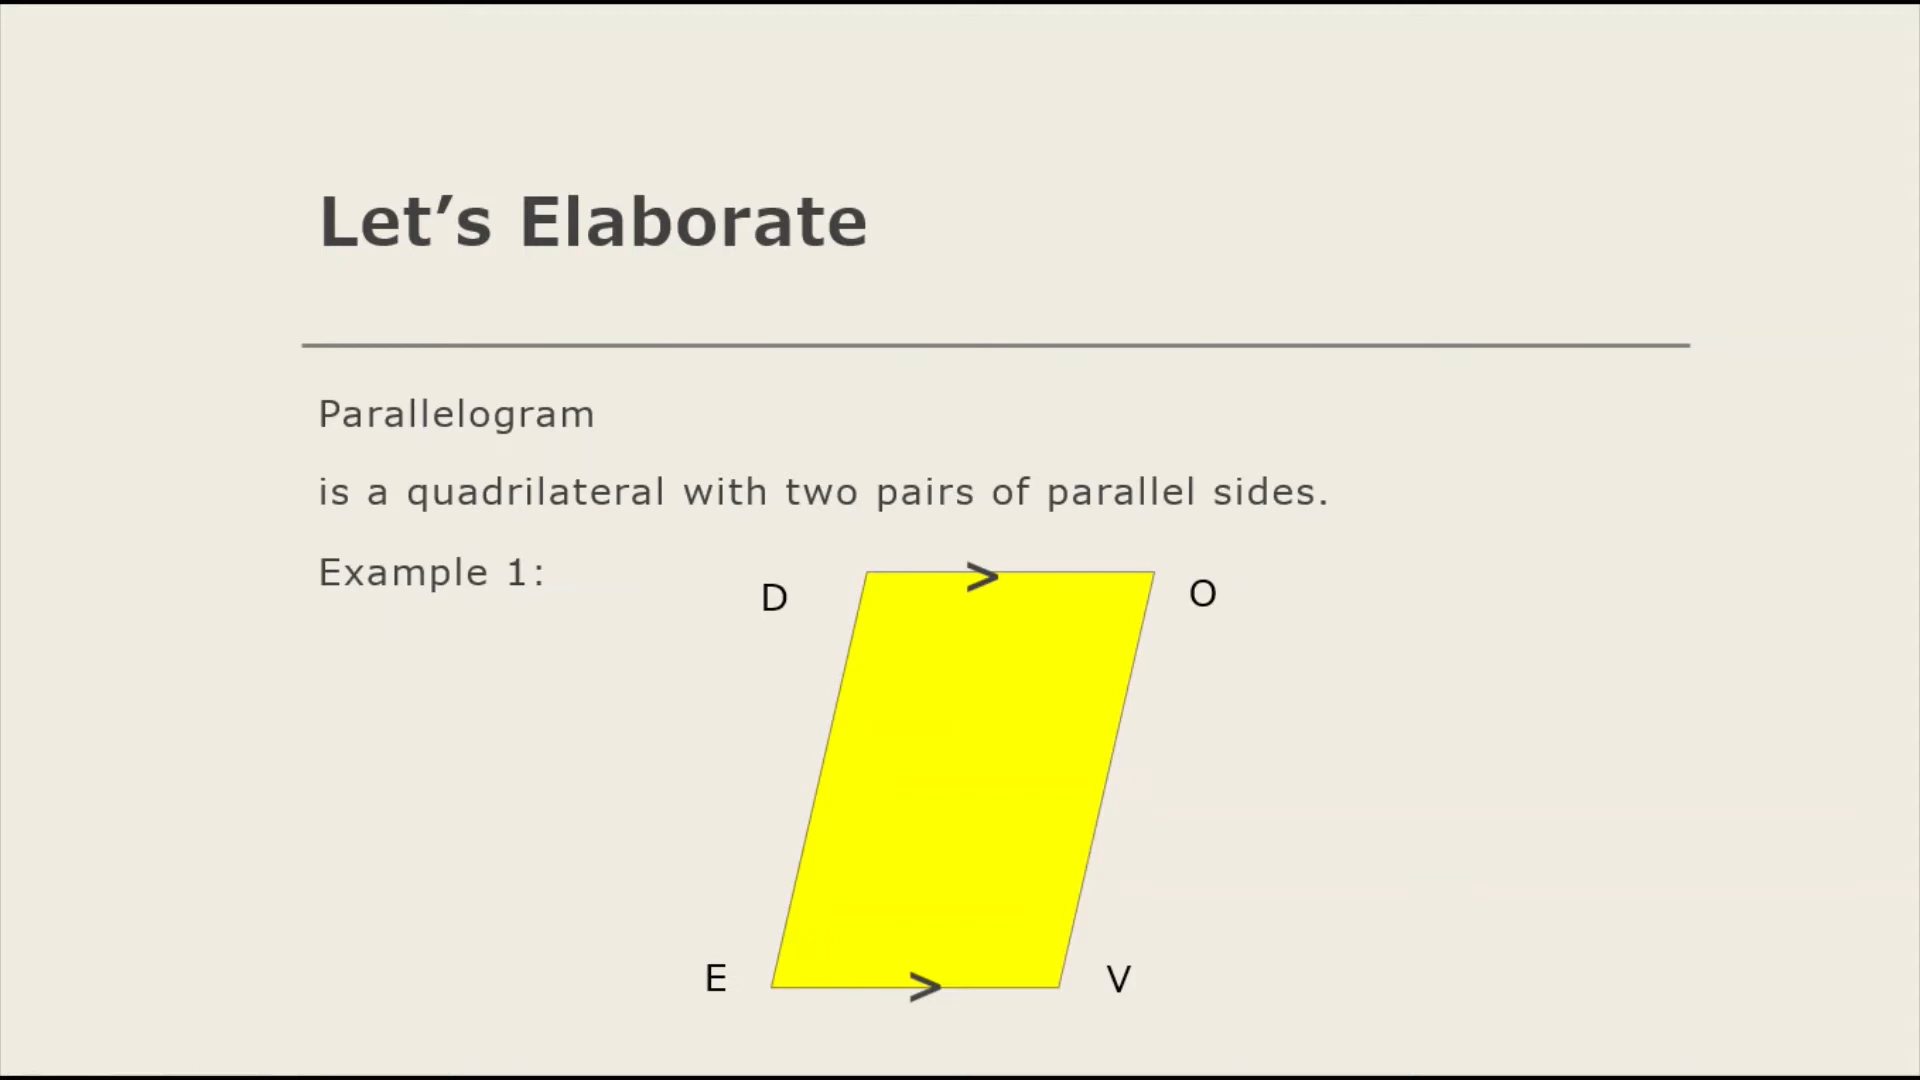 Let’s Elaborate
Parallelogram
is a quadrilateral with two pairs of parallel sides.
Example 1:
D
>
O
E
>
V